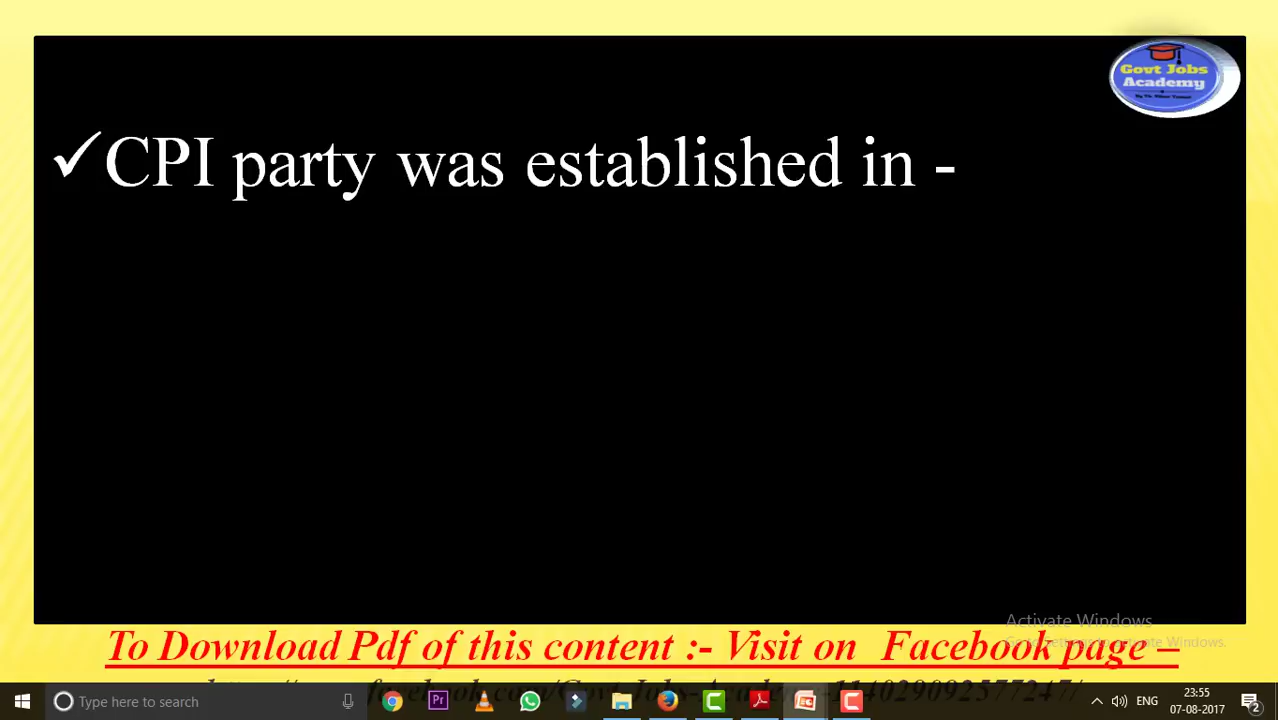 Govt Jobs
Academy
✓CPI party was established in -
Activate Windows
To Download Pdf of this content :- Visit on Facebook page –
Type here to search
ENG
23:55
07-08-2017
2